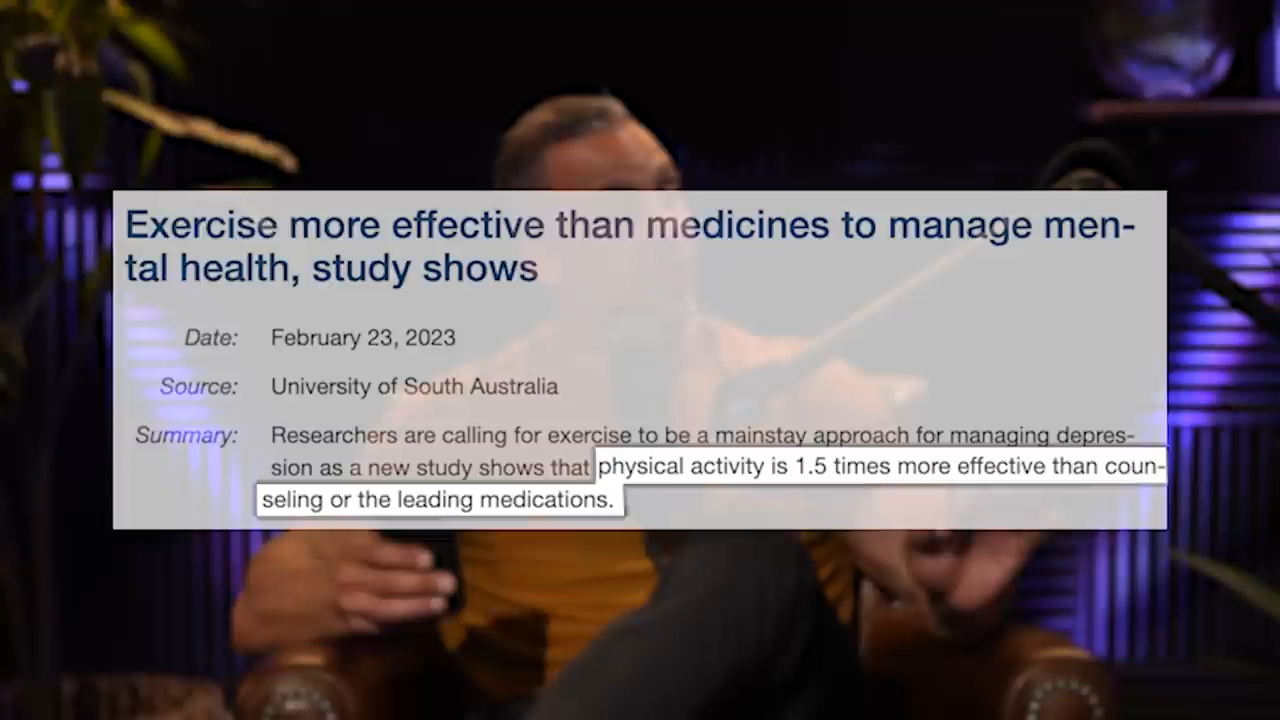 Exercise more effective than medicines to manage men-
tal health, study shows
Date: February 23, 2023
Source: University of South Australia
Summary: Researchers are calling for exercise to be a mainstay approach for managing depres-
sion as a new study shows that physical activity is 1.5 times more effective than coun-
seling or the leading medications.